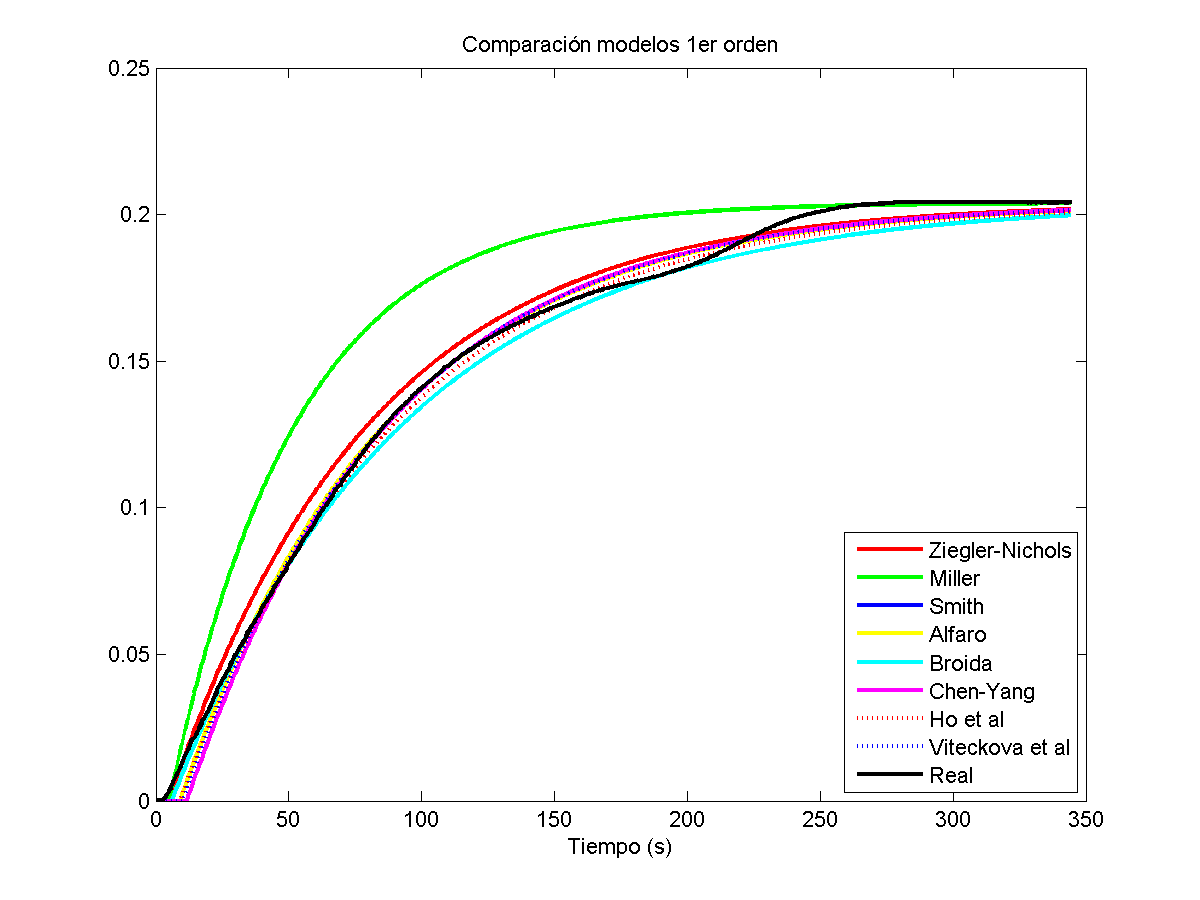 Comparación modelos 1er orden
0.25
0.2
0.15
0.1
0.05
0
0 50 100 150 200 250 300 350
Tiempo (s)
Ziegler-Nichols
Miller
Smith
Alfaro
Broida
Chen-Yang
Ho et al
Viteckova et al
Real